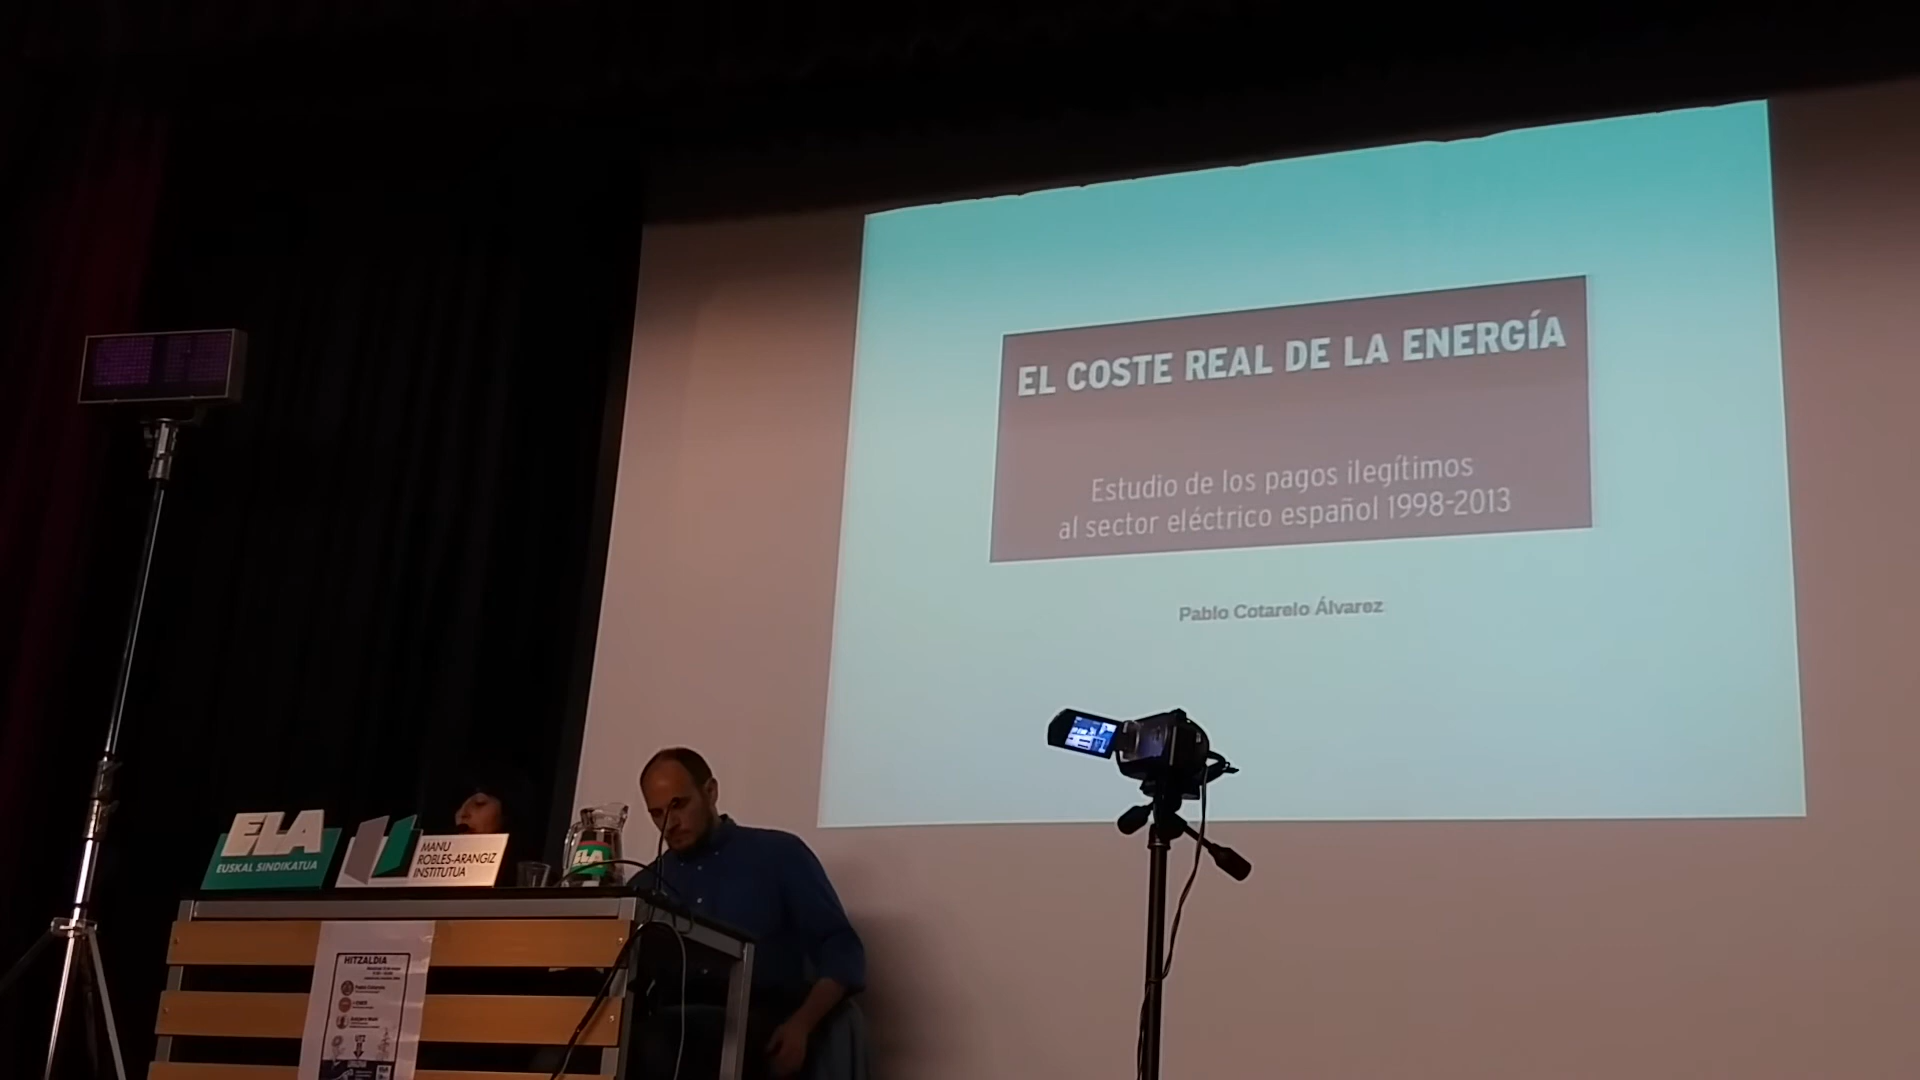 EL COSTE REAL DE LA ENERGÍA
Estudio de los pagos ilegítimos
al sector eléctrico español 1998-2013
Pablo Cotarelo Álvarez
ELA
EUSKAL SINDIKATUA
MANU
ROBLES-ARANGIZ
INSTITUTUA
ELA
HITZALDIA